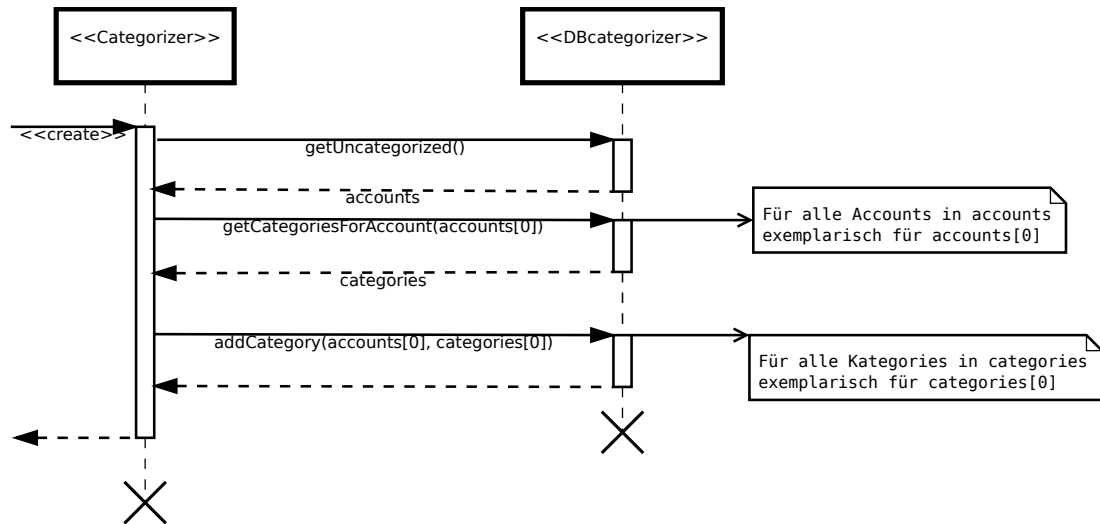 <<Categorizer>>
<<DBcategorizer>>
<<create>>
getUncategorized()
accounts
getCategoriesForAccount(accounts[0])
Für alle Accounts in accounts
exemplarisch für accounts[0]
categories
addCategory(accounts[0], categories[0])
Für alle Kategories in categories
exemplarisch für categories[0]